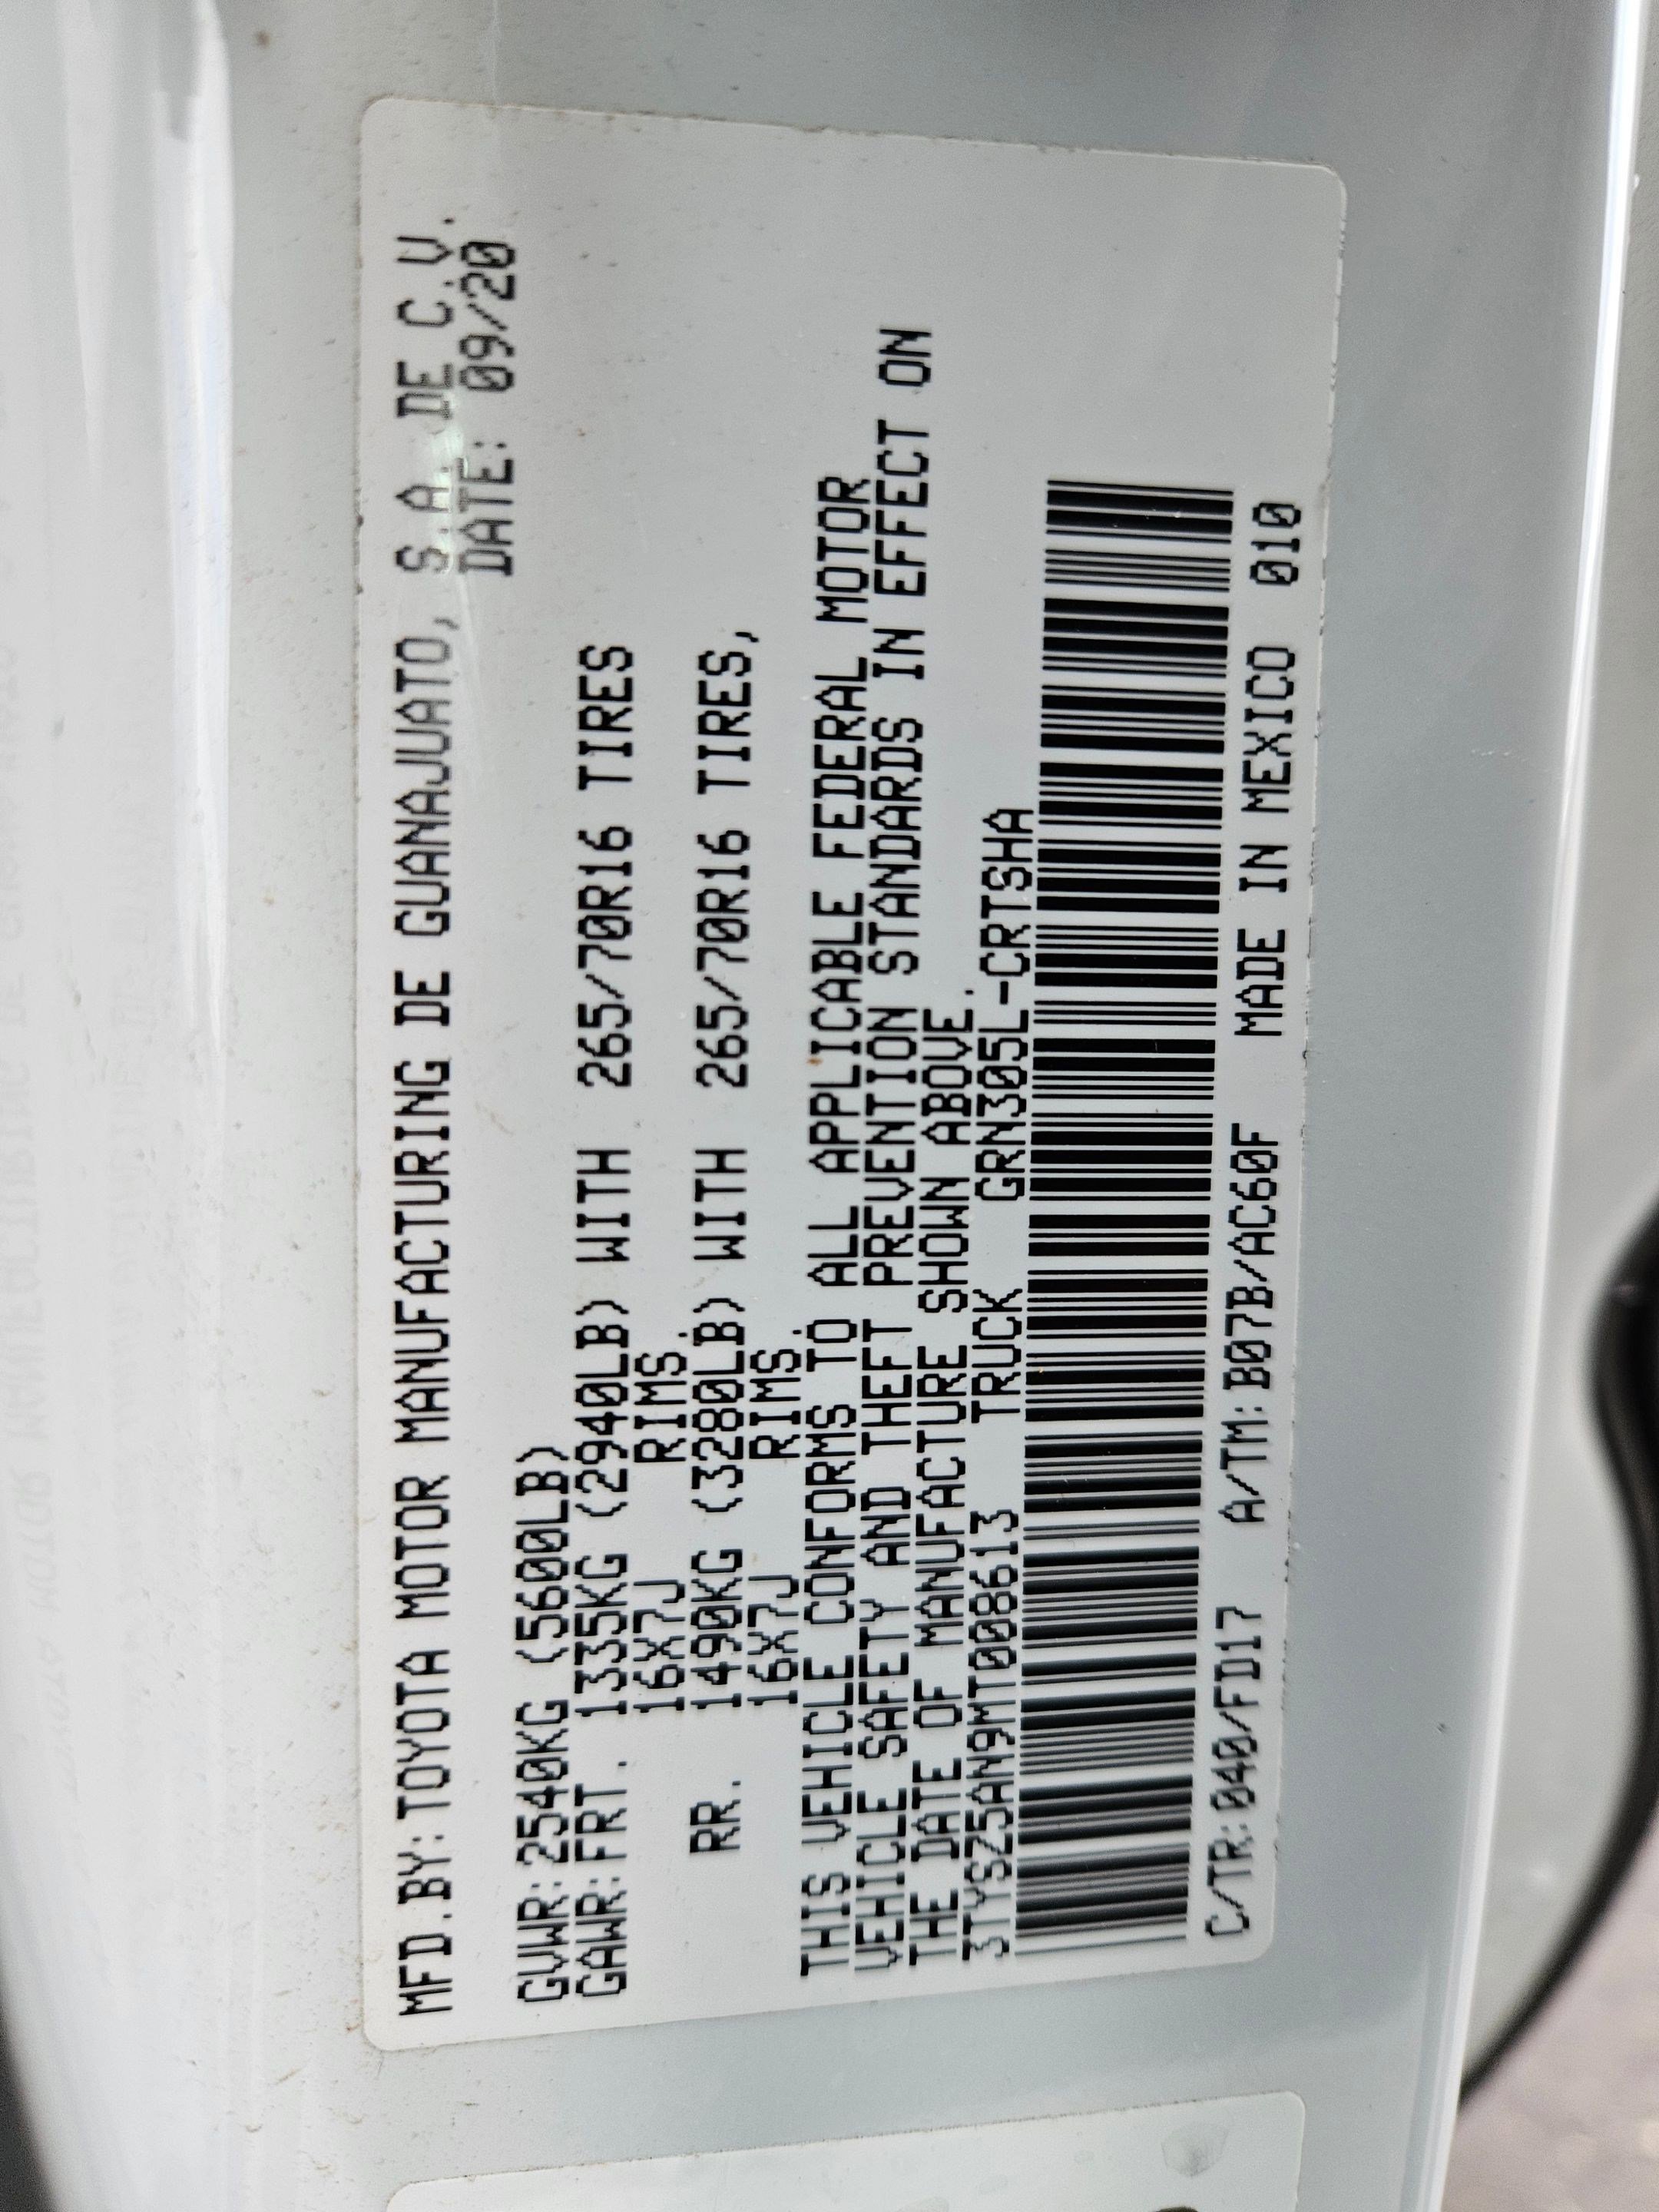 MFD.BY:TOYOTA MOTOR MANUFACTURING DE GUANAJUATO, S.A. DE C.V.
DATE: 09/20
GVWR:2540KG (5600LB)
GAWR:FRT. 1335KG (2940LB) WITH 265/70R16 TIRES
16X7J RIMS.
RR. 1490KG (3280LB) WITH 265/70R16 TIRES,
16X7J RIMS.
THIS VEHICLE CONFORMS TO ALL APPLICABLE FEDERAL MOTOR
VEHICLE SAFETY AND THEFT PREVENTION STANDARDS IN EFFECT ON
THE DATE OF MANUFACTURE SHOWN ABOVE.
3TYSZ5AN9MT008613 TRUCK GRN305L-CRTSHA
C/TR:040/FD17 A/TM:B07B/AC60F MADE IN MEXICO 010